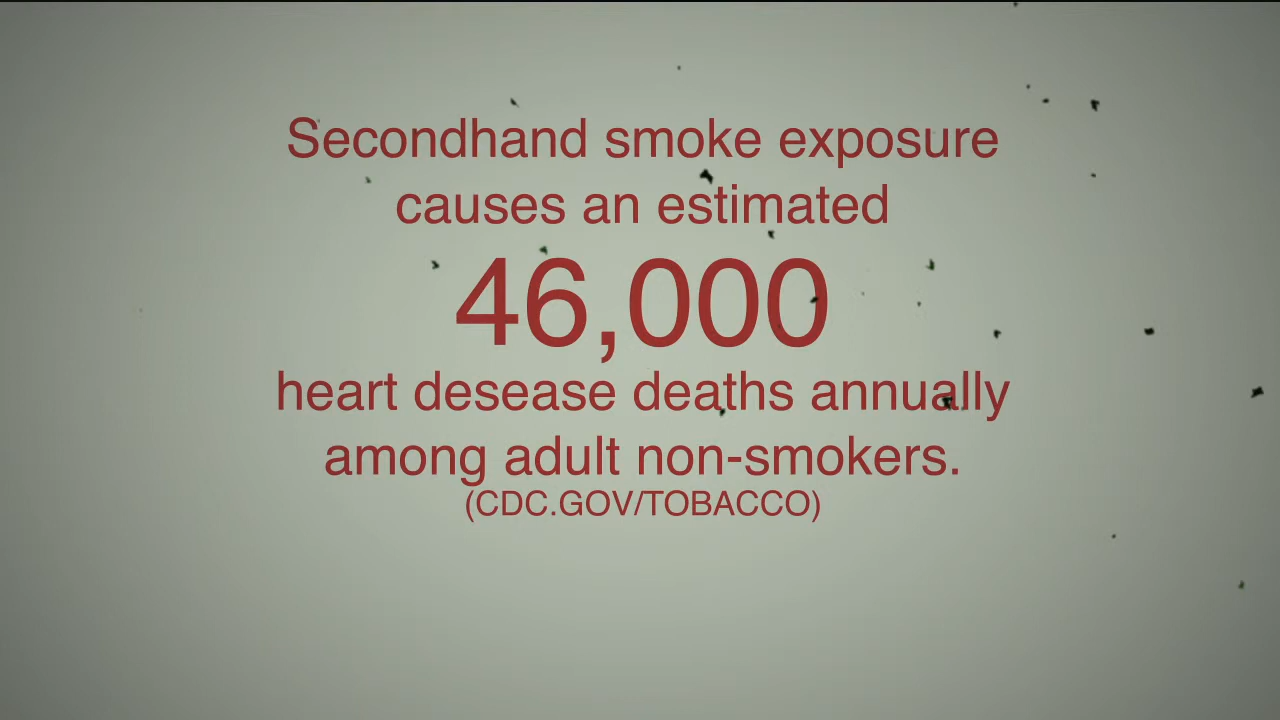 Secondhand smoke exposure
causes an estimated
46,000
heart desease deaths annually
among adult non-smokers.
(CDC.GOV/TOBACCO)